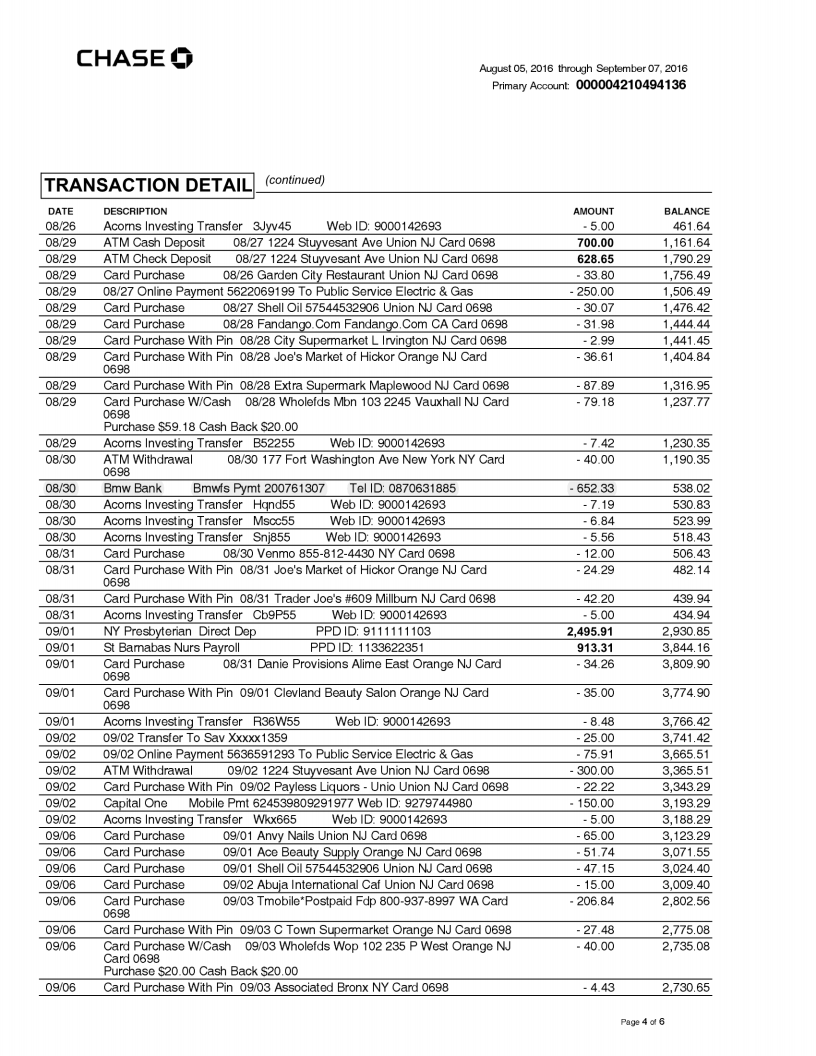 CHASE
August 05, 2016 through September 07, 2016
Primary Account: 000004210494136
TRANSACTION DETAIL (continued)
DATE DESCRIPTION AMOUNT BALANCE
08/26 Acorns Investing Transfer 3Jyv45 Web ID: 9000142693 - 5.00 461.64
08/29 ATM Cash Deposit 08/27 1224 Stuyvesant Ave Union NJ Card 0698 700.00 1,161.64
08/29 ATM Check Deposit 08/27 1224 Stuyvesant Ave Union NJ Card 0698 628.65 1,790.29
08/29 Card Purchase 08/26 Garden City Restaurant Union NJ Card 0698 - 33.80 1,756.49
08/29 08/27 Online Payment 5622069199 To Public Service Electric & Gas - 250.00 1,506.49
08/29 Card Purchase 08/27 Shell Oil 57544532906 Union NJ Card 0698 - 30.07 1,476.42
08/29 Card Purchase 08/28 Fandango.Com Fandango.Com CA Card 0698 - 31.98 1,444.44
08/29 Card Purchase With Pin 08/28 City Supermarket L Irvington NJ Card 0698 - 2.99 1,441.45
08/29 Card Purchase With Pin 08/28 Joe's Market of Hickor Orange NJ Card - 36.61 1,404.84
0698
08/29 Card Purchase With Pin 08/28 Extra Supermark Maplewood NJ Card 0698 - 87.89 1,316.95
08/29 Card Purchase W/Cash 08/28 Wholefds Mbn 103 2245 Vauxhall NJ Card - 79.18 1,237.77
0698
Purchase $59.18 Cash Back $20.00
08/29 Acorns Investing Transfer B52255 Web ID: 9000142693 - 7.42 1,230.35
08/30 ATM Withdrawal 08/30 177 Fort Washington Ave New York NY Card - 40.00 1,190.35
0698
08/30 Bmw Bank Bmwfs Pymt 200761307 Tel ID: 0870631885 - 652.33 538.02
08/30 Acorns Investing Transfer Hqnd55 Web ID: 9000142693 - 7.19 530.83
08/30 Acorns Investing Transfer Mscc55 Web ID: 9000142693 - 6.84 523.99
08/30 Acorns Investing Transfer Snj855 Web ID: 9000142693 - 5.56 518.43
08/31 Card Purchase 08/30 Venmo 855-812-4430 NY Card 0698 - 12.00 506.43
08/31 Card Purchase With Pin 08/31 Joe's Market of Hickor Orange NJ Card - 24.29 482.14
0698
08/31 Card Purchase With Pin 08/31 Trader Joe's #609 Millburn NJ Card 0698 - 42.20 439.94
08/31 Acorns Investing Transfer Cb9P55 Web ID: 9000142693 - 5.00 434.94
09/01 NY Presbyterian Direct Dep PPD ID: 9111111103 2,495.91 2,930.85
09/01 St Barnabas Nurs Payroll PPD ID: 1133622351 913.31 3,844.16
09/01 Card Purchase 08/31 Danie Provisions Alime East Orange NJ Card - 34.26 3,809.90
0698
09/01 Card Purchase With Pin 09/01 Clevland Beauty Salon Orange NJ Card - 35.00 3,774.90
0698
09/01 Acorns Investing Transfer R36W55 Web ID: 9000142693 - 8.48 3,766.42
09/02 09/02 Transfer To Sav Xxxxx1359 - 25.00 3,741.42
09/02 09/02 Online Payment 5636591293 To Public Service Electric & Gas - 75.91 3,665.51
09/02 ATM Withdrawal 09/02 1224 Stuyvesant Ave Union NJ Card 0698 - 300.00 3,365.51
09/02 Card Purchase With Pin 09/02 Payless Liquors - Unio Union NJ Card 0698 - 22.22 3,343.29
09/02 Capital One Mobile Pmt 624539809291977 Web ID: 9279744980 - 150.00 3,193.29
09/02 Acorns Investing Transfer Wkx665 Web ID: 9000142693 - 5.00 3,188.29
09/06 Card Purchase 09/01 Anvy Nails Union NJ Card 0698 - 65.00 3,123.29
09/06 Card Purchase 09/01 Ace Beauty Supply Orange NJ Card 0698 - 51.74 3,071.55
09/06 Card Purchase 09/01 Shell Oil 57544532906 Union NJ Card 0698 - 47.15 3,024.40
09/06 Card Purchase 09/02 Abuja International Caf Union NJ Card 0698 - 15.00 3,009.40
09/06 Card Purchase 09/03 Tmobile*Postpaid Fdp 800-937-8997 WA Card - 206.84 2,802.56
0698
09/06 Card Purchase With Pin 09/03 C Town Supermarket Orange NJ Card 0698 - 27.48 2,775.08
09/06 Card Purchase W/Cash 09/03 Wholefds Wop 102 235 P West Orange NJ - 40.00 2,735.08
Card 0698
Purchase $20.00 Cash Back $20.00
09/06 Card Purchase With Pin 09/03 Associated Bronx NY Card 0698 - 4.43 2,730.65
Page 4 of 6